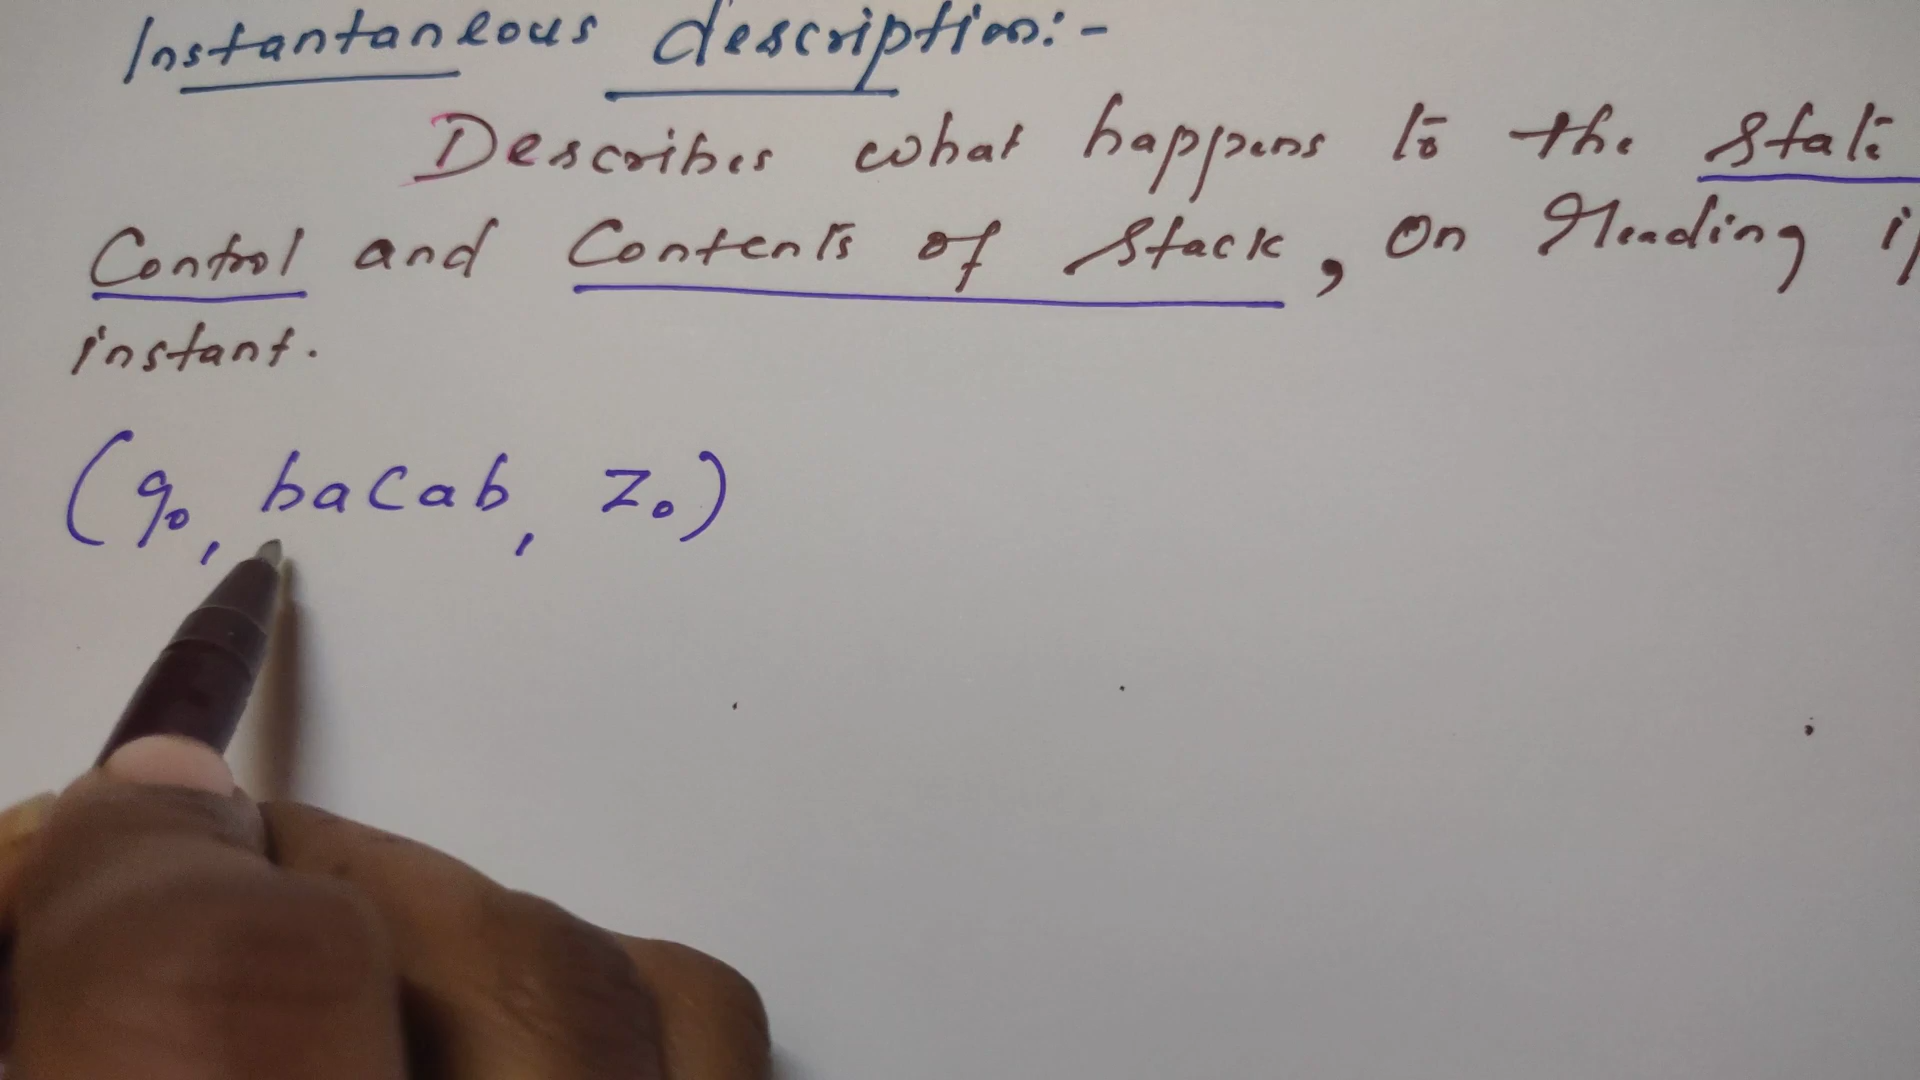 Instantaneous description:-
Describes what happens to the state
Control and Contents of stack, on reading
instant.
(q₀, bacab, z₀)